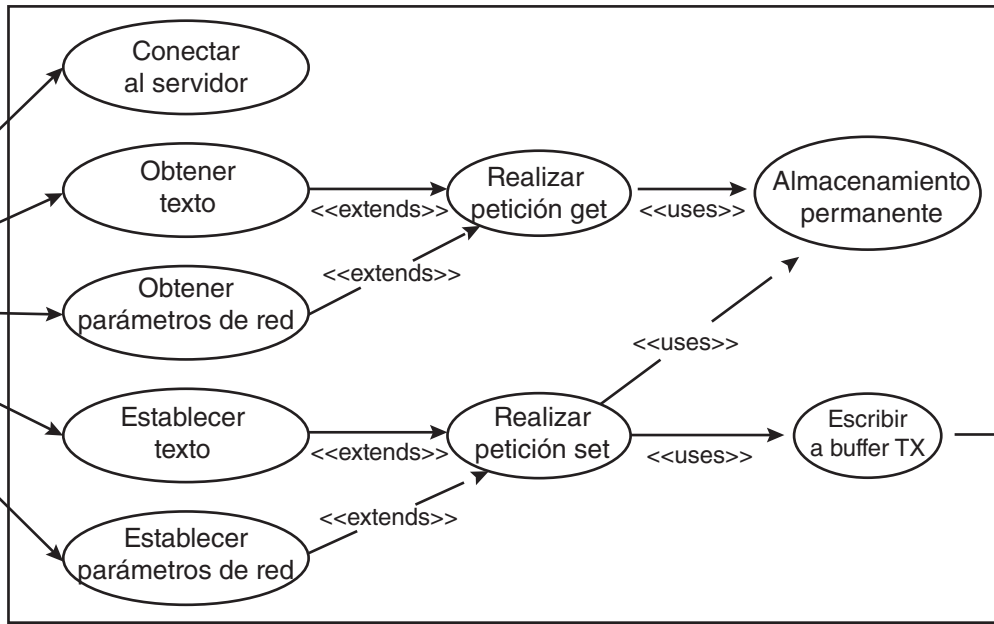 Conectar
al servidor
Obtener
texto
<<extends>>
Realizar
petición get
<<uses>>
Almacenamiento
permanente
Obtener
parámetros de red
<<extends>>
<<uses>>
Establecer
texto
<<extends>>
Realizar
petición set
<<uses>>
Escribir
a buffer TX
Establecer
parámetros de red
<<extends>>